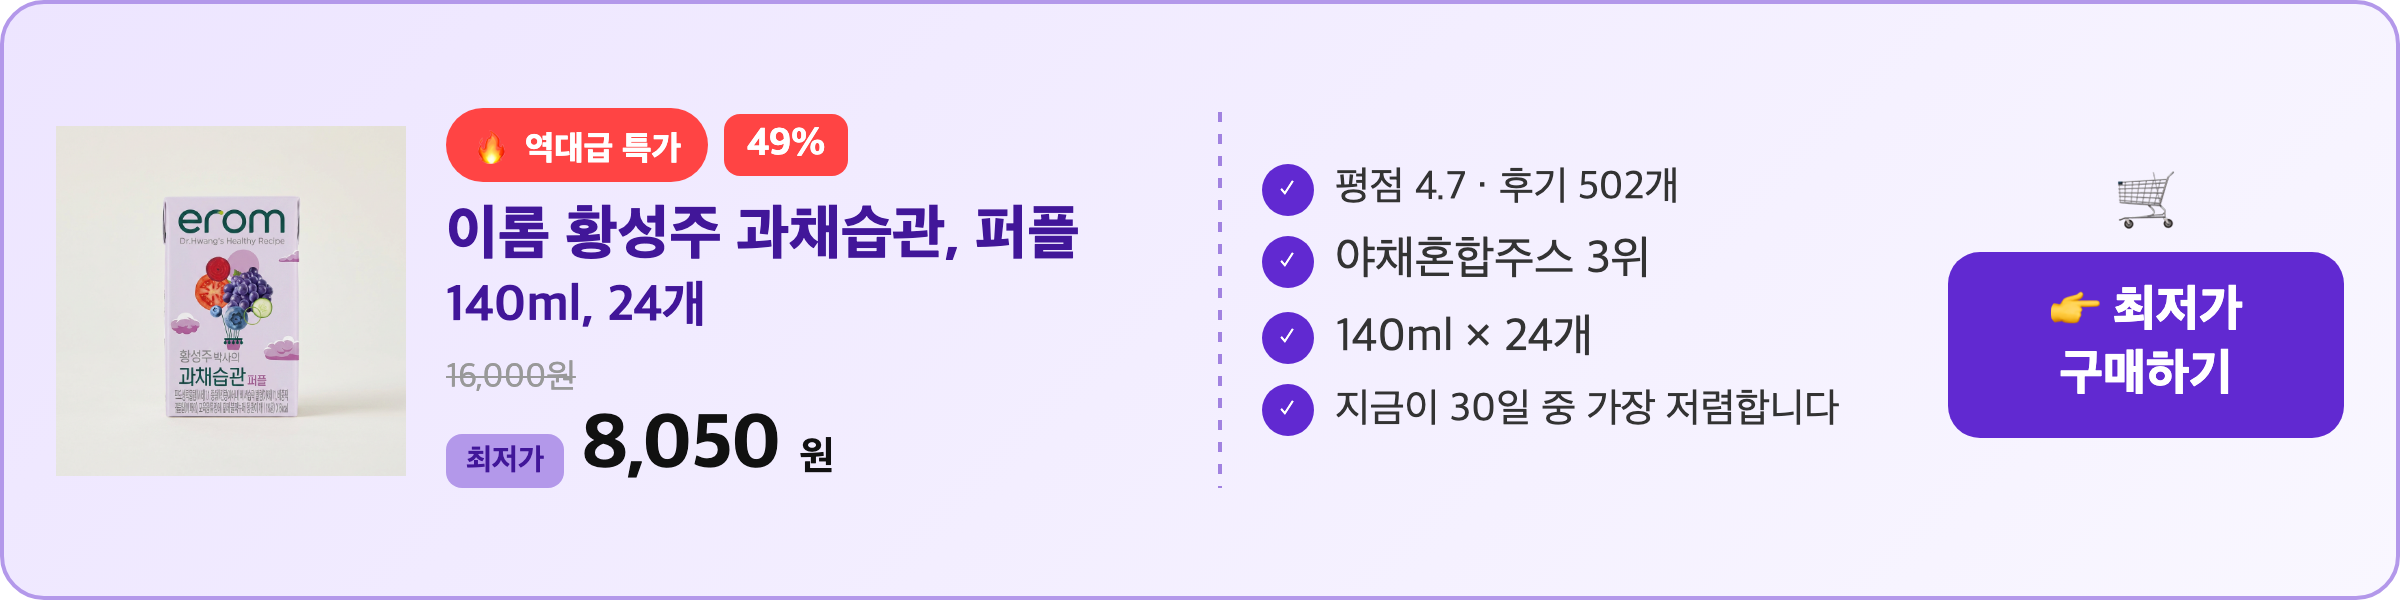 erom
Dr.Hwang's Healthy Recipe
황성주 박사의
과채습관 퍼플
🔥 역대급 특가
49%
이롬 황성주 과채습관, 퍼플
140ml, 24개
16,000원
최저가 8,050 원
✓ 평점 4.7 · 후기 502개
✓ 야채혼합주스 3위
✓ 140ml × 24개
✓ 지금이 30일 중 가장 저렴합니다
👉 최저가
구매하기